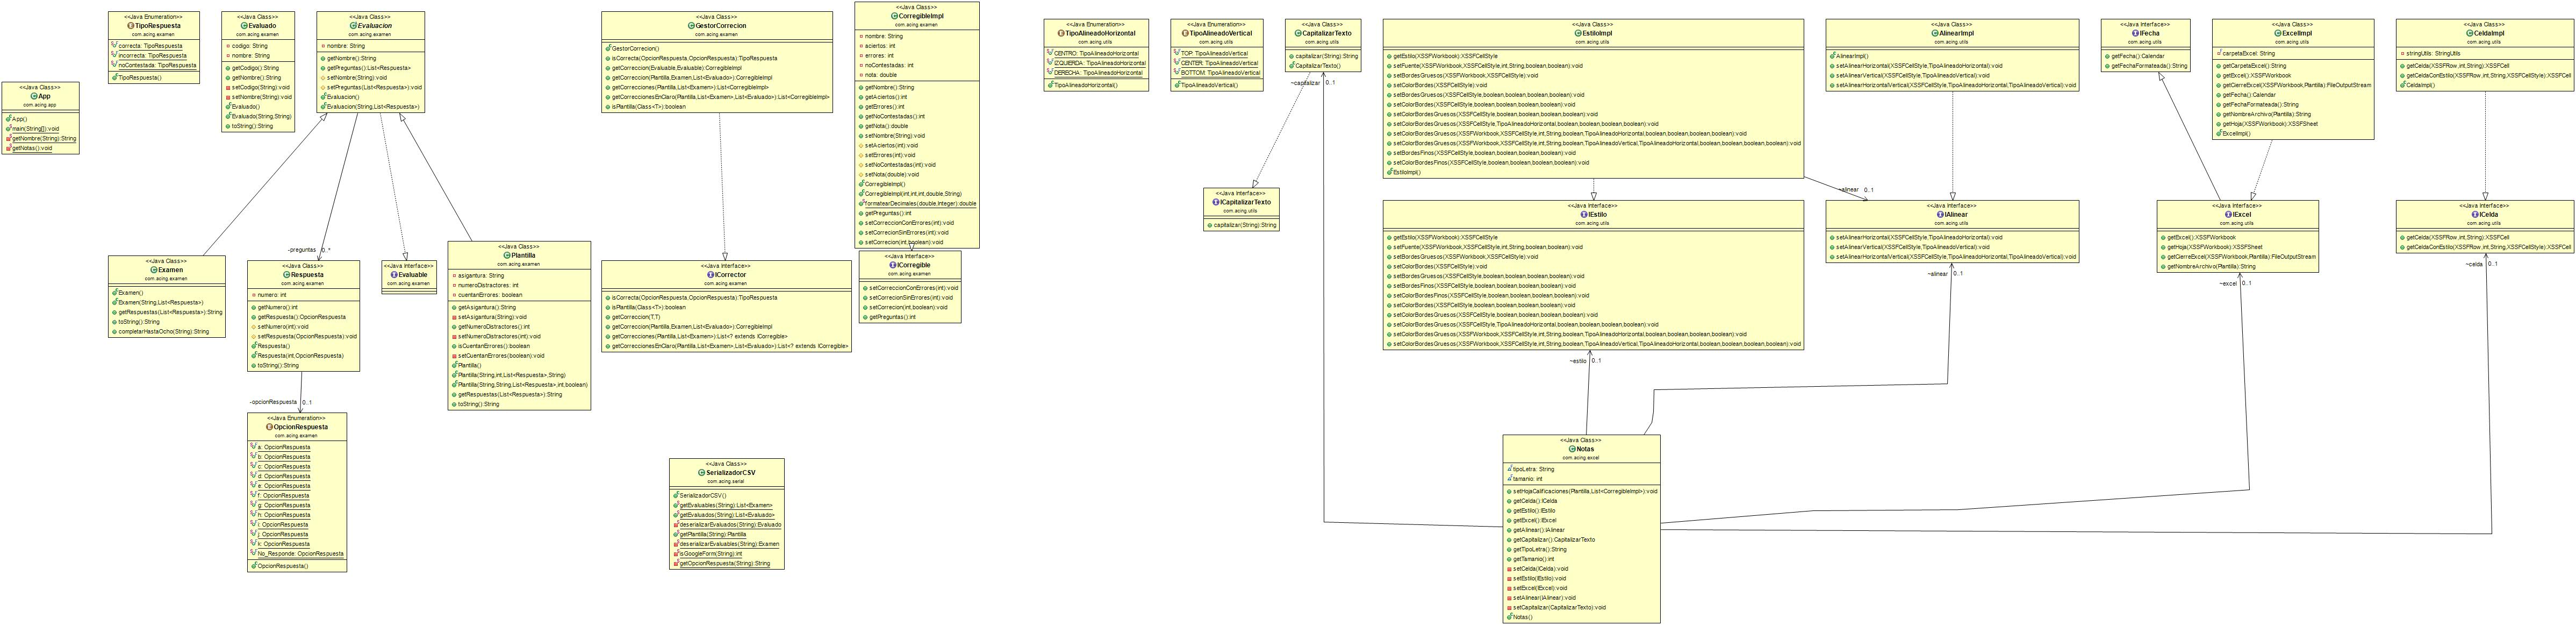 <<Java Class>>
App
com.acing.app
App()
main(String[]):void
getNombre(String):String
getNotas():void
<<Java Enumeration>>
TipoRespuesta
com.acing.examen
correcta: TipoRespuesta
incorrecta: TipoRespuesta
noContestada: TipoRespuesta
TipoRespuesta()
<<Java Class>>
Evaluado
com.acing.examen
codigo: String
nombre: String
getCodigo():String
getNombre():String
setCodigo(String):void
setNombre(String):void
Evaluado()
Evaluado(String,String)
toString():String
<<Java Class>>
Evaluacion
com.acing.examen
nombre: String
getNombre():String
getPreguntas():List<Respuesta>
setNombre(String):void
setPreguntas(List<Respuesta>):void
Evaluacion()
Evaluacion(String,List<Respuesta>)
-preguntas
0..*
<<Java Class>>
Examen
com.acing.examen
Examen()
Examen(String,List<Respuesta>)
getRespuestas(List<Respuesta>):String
toString():String
completarHastaOcho(String):String
<<Java Class>>
Respuesta
com.acing.examen
numero: int
getNumero():int
getRespuesta():OpcionRespuesta
setNumero(int):void
setRespuesta(OpcionRespuesta):void
Respuesta()
Respuesta(int,OpcionRespuesta)
toString():String
-opcionRespuesta
0..1
<<Java Enumeration>>
OpcionRespuesta
com.acing.examen
a: OpcionRespuesta
b: OpcionRespuesta
c: OpcionRespuesta
d: OpcionRespuesta
e: OpcionRespuesta
f: OpcionRespuesta
g: OpcionRespuesta
h: OpcionRespuesta
i: OpcionRespuesta
j: OpcionRespuesta
k: OpcionRespuesta
No_Responde: OpcionRespuesta
OpcionRespuesta()
<<Java Interface>>
Evaluable
com.acing.examen
<<Java Class>>
Plantilla
com.acing.examen
asigantura: String
numeroDistractores: int
cuentanErrores: boolean
getAsigantura():String
setAsigantura(String):void
getNumeroDistractores():int
setNumeroDistractores(int):void
isCuentanErrores():boolean
setCuentanErrores(boolean):void
Plantilla()
Plantilla(String,int,List<Respuesta>,String)
Plantilla(String,String,List<Respuesta>,int,boolean)
getRespuestas(List<Respuesta>):String
toString():String
<<Java Class>>
GestorCorreccion
com.acing.examen
GestorCorreccion()
isCorrecta(OpcionRespuesta,OpcionRespuesta):TipoRespuesta
getCorreccion(Evaluable,Evaluable):CorregibleImpl
getCorreccion(Plantilla,Examen,List<Evaluado>):CorregibleImpl
getCorrecciones(Plantilla,List<Examen>):List<CorregibleImpl>
getCorreccionesEnClaro(Plantilla,List<Examen>,List<Evaluado>):List<CorregibleImpl>
isPlantilla(Class<T>):boolean
<<Java Interface>>
ICorrector
com.acing.examen
isCorrecta(OpcionRespuesta,OpcionRespuesta):TipoRespuesta
isPlantilla(Class<T>):boolean
getCorreccion(T,T)
getCorreccion(Plantilla,Examen,List<Evaluado>):CorregibleImpl
getCorrecciones(Plantilla,List<Examen>):List<? extends ICorregible>
getCorreccionesEnClaro(Plantilla,List<Examen>,List<Evaluado>):List<? extends ICorregible>
<<Java Class>>
SerializadorCSV
com.acing.serial
SerializadorCSV()
getEvaluables(String):List<Examen>
getEvaluados(String):List<Evaluado>
deserializarEvaluados(String):Evaluado
getPlantilla(String):Plantilla
deserializarEvaluables(String):Examen
isGoogleForm(String):int
getOpcionRespuesta(String):String
<<Java Class>>
CorregibleImpl
com.acing.examen
nombre: String
aciertos: int
errores: int
noContestadas: int
nota: double
getNombre():String
getAciertos():int
getErrores():int
getNoContestadas():int
getNota():double
setNombre(String):void
setAciertos(int):void
setErrores(int):void
setNoContestadas(int):void
setNota(double):void
CorregibleImpl()
CorregibleImpl(int,int,int,double,String)
formatearDecimales(double,Integer):double
getPreguntas():int
setCorreccionConErrores(int):void
setCorrecionSinErrores(int):void
setCorrecion(int,boolean):void
<<Java Interface>>
ICorregible
com.acing.examen
setCorreccionConErrores(int):void
setCorrecionSinErrores(int):void
setCorrecion(int,boolean):void
getPreguntas():int
<<Java Enumeration>>
TipoAlineadoHorizontal
com.acing.utils
CENTRO: TipoAlineadoHorizontal
IZQUIERDA: TipoAlineadoHorizontal
DERECHA: TipoAlineadoHorizontal
TipoAlineadoHorizontal()
<<Java Enumeration>>
TipoAlineadoVertical
com.acing.utils
TOP: TipoAlineadoVertical
CENTER: TipoAlineadoVertical
BOTTOM: TipoAlineadoVertical
TipoAlineadoVertical()
<<Java Class>>
CapitalizarTexto
com.acing.utils
capitalizar(String):String
CapitalizarTexto()
~capitalizar
0..1
<<Java Interface>>
ICapitalizarTexto
com.acing.utils
capitalizar(String):String
<<Java Class>>
EstiloImpl
com.acing.utils
getEstilo(XSSFWorkbook):XSSFCellStyle
setFuente(XSSFWorkbook,XSSFCellStyle,int,String,boolean,boolean):void
setBordesGruesos(XSSFWorkbook,XSSFCellStyle):void
setColorBordes(XSSFCellStyle):void
setBordesGruesos(XSSFCellStyle,boolean,boolean,boolean,boolean):void
setColorBordes(XSSFCellStyle,boolean,boolean,boolean,boolean):void
setColorBordesGruesos(XSSFCellStyle,boolean,boolean,boolean,boolean):void
setColorBordesGruesos(XSSFCellStyle,TipoAlineadoHorizontal,boolean,boolean,boolean,boolean):void
setColorBordesGruesos(XSSFWorkbook,XSSFCellStyle,int,String,boolean,TipoAlineadoHorizontal,boolean,boolean,boolean,boolean):void
setColorBordesGruesos(XSSFWorkbook,XSSFCellStyle,int,String,boolean,TipoAlineadoVertical,TipoAlineadoHorizontal,boolean,boolean,boolean,boolean):void
setBordesFinos(XSSFCellStyle,boolean,boolean,boolean,boolean):void
setColorBordesFinos(XSSFCellStyle,boolean,boolean,boolean,boolean):void
EstiloImpl()
~alinear
0..1
<<Java Interface>>
IEstilo
com.acing.utils
getEstilo(XSSFWorkbook):XSSFCellStyle
setFuente(XSSFWorkbook,XSSFCellStyle,int,String,boolean,boolean):void
setBordesGruesos(XSSFWorkbook,XSSFCellStyle):void
setColorBordes(XSSFCellStyle):void
setBordesGruesos(XSSFCellStyle,boolean,boolean,boolean,boolean):void
setBordesFinos(XSSFCellStyle,boolean,boolean,boolean,boolean):void
setColorBordesFinos(XSSFCellStyle,boolean,boolean,boolean,boolean):void
setColorBordes(XSSFCellStyle,boolean,boolean,boolean,boolean):void
setColorBordesGruesos(XSSFCellStyle,boolean,boolean,boolean,boolean):void
setColorBordesGruesos(XSSFCellStyle,TipoAlineadoHorizontal,boolean,boolean,boolean,boolean):void
setColorBordesGruesos(XSSFWorkbook,XSSFCellStyle,int,String,boolean,TipoAlineadoHorizontal,boolean,boolean,boolean,boolean):void
setColorBordesGruesos(XSSFWorkbook,XSSFCellStyle,int,String,boolean,TipoAlineadoVertical,TipoAlineadoHorizontal,boolean,boolean,boolean,boolean):void
~estilo
0..1
<<Java Class>>
Notas
com.acing.excel
tipoLetra: String
tamanio: int
setHojaCalificaciones(Plantilla,List<CorregibleImpl>):void
getCelda():ICelda
getEstilo():IEstilo
getExcel():IExcel
getAlinear():IAlinear
getCapitalizar():CapitalizarTexto
getTipoLetra():String
getTamanio():int
setCelda(ICelda):void
setEstilo(IEstilo):void
setExcel(IExcel):void
setAlinear(IAlinear):void
setCapitalizar(CapitalizarTexto):void
Notas()
<<Java Class>>
AlinearImpl
com.acing.utils
AlinearImpl()
setAlinearHorizontal(XSSFCellStyle,TipoAlineadoHorizontal):void
setAlinearVertical(XSSFCellStyle,TipoAlineadoVertical):void
setAlinearHorizontalVertical(XSSFCellStyle,TipoAlineadoHorizontal,TipoAlineadoVertical):void
<<Java Interface>>
IAlinear
com.acing.utils
setAlinearHorizontal(XSSFCellStyle,TipoAlineadoHorizontal):void
setAlinearVertical(XSSFCellStyle,TipoAlineadoVertical):void
setAlinearHorizontalVertical(XSSFCellStyle,TipoAlineadoHorizontal,TipoAlineadoVertical):void
~alinear
0..1
<<Java Interface>>
IFecha
com.acing.utils
getFecha():Calendar
getFechaFormateada():String
<<Java Class>>
ExcelImpl
com.acing.utils
carpetaExcel: String
getCarpetaExcel():String
getExcel():XSSFWorkbook
getCierreExcel(XSSFWorkbook,Plantilla):FileOutputStream
getFecha():Calendar
getFechaFormateada():String
getNombreArchivo(Plantilla):String
getHoja(XSSFWorkbook):XSSFSheet
ExcelImpl()
<<Java Interface>>
IExcel
com.acing.utils
getExcel():XSSFWorkbook
getHoja(XSSFWorkbook):XSSFSheet
getCierreExcel(XSSFWorkbook,Plantilla):FileOutputStream
getNombreArchivo(Plantilla):String
~excel
0..1
<<Java Class>>
CeldaImpl
com.acing.utils
stringUtils: StringUtils
getCelda(XSSFRow,int,String):XSSFCell
getCeldaConEstilo(XSSFRow,int,String,XSSFCellStyle):XSSFCell
CeldaImpl()
<<Java Interface>>
ICelda
com.acing.utils
getCelda(XSSFRow,int,String):XSSFCell
getCeldaConEstilo(XSSFRow,int,String,XSSFCellStyle):XSSFCell
~celda
0..1